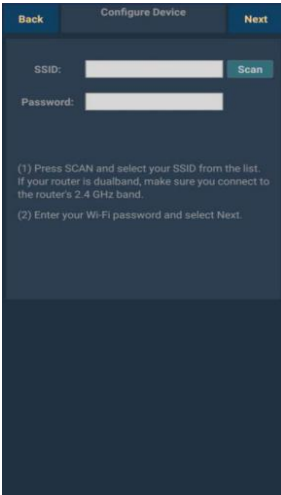 Back Configure Device Next
SSID: Scan
Password:
(1) Press SCAN and select your SSID from the list.
If your router is dualband, make sure you connect to
the router's 2.4 GHz band.
(2) Enter your Wi-Fi password and select Next.